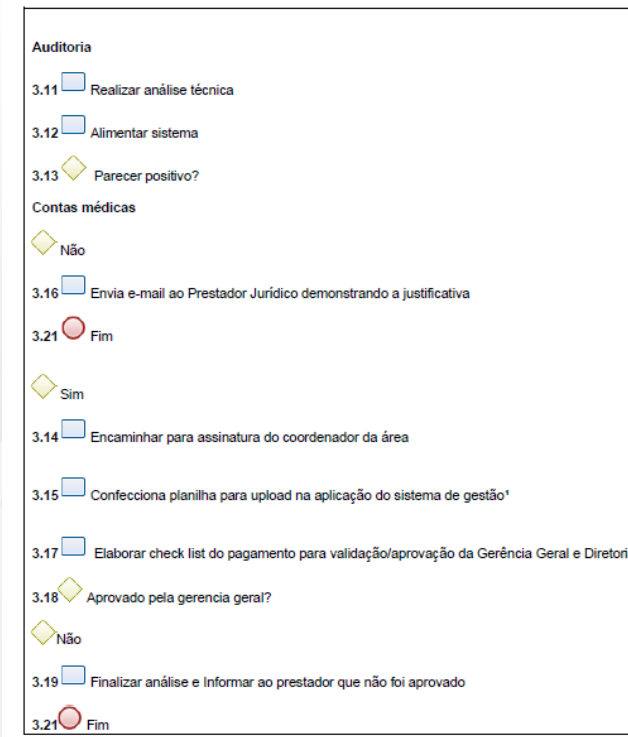 Auditoria
3.11 Realizar análise técnica
3.12 Alimentar sistema
3.13 Parecer positivo?
Contas médicas
Não
3.16 Envia e-mail ao Prestador Jurídico demonstrando a justificativa
3.21 Fim
Sim
3.14 Encaminhar para assinatura do coordenador da área
3.15 Confecciona planilha para upload na aplicação do sistema de gestão¹
3.17 Elaborar check list do pagamento para validação/aprovação da Gerência Geral e Diretori
3.18 Aprovado pela gerencia geral?
Não
3.19 Finalizar análise e Informar ao prestador que não foi aprovado
3.21 Fim